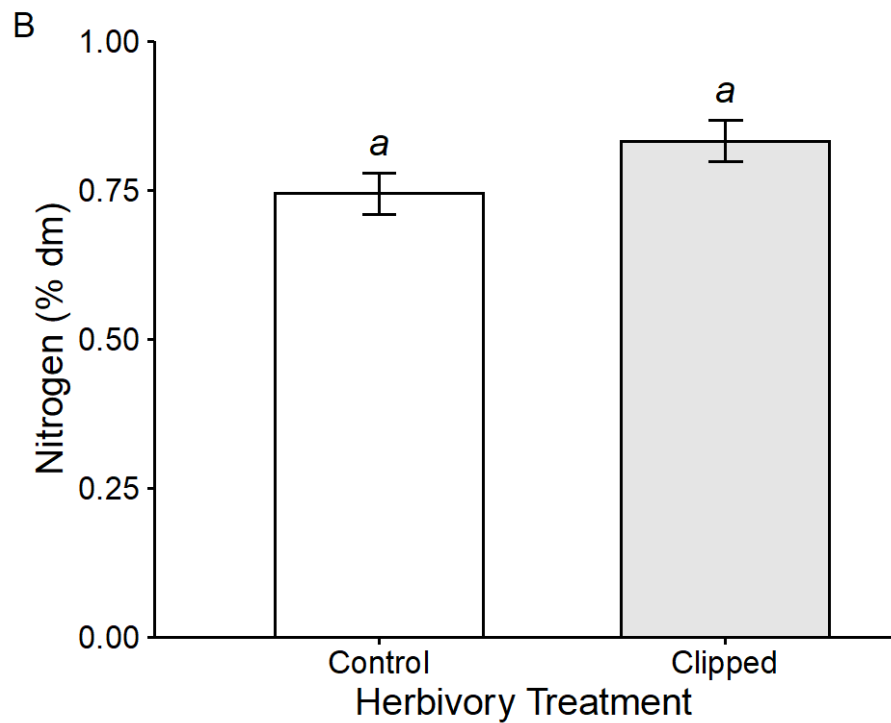 B
Nitrogen (% dm)
1.00
0.75
0.50
0.25
0.00
a
a
Control
Clipped
Herbivory Treatment